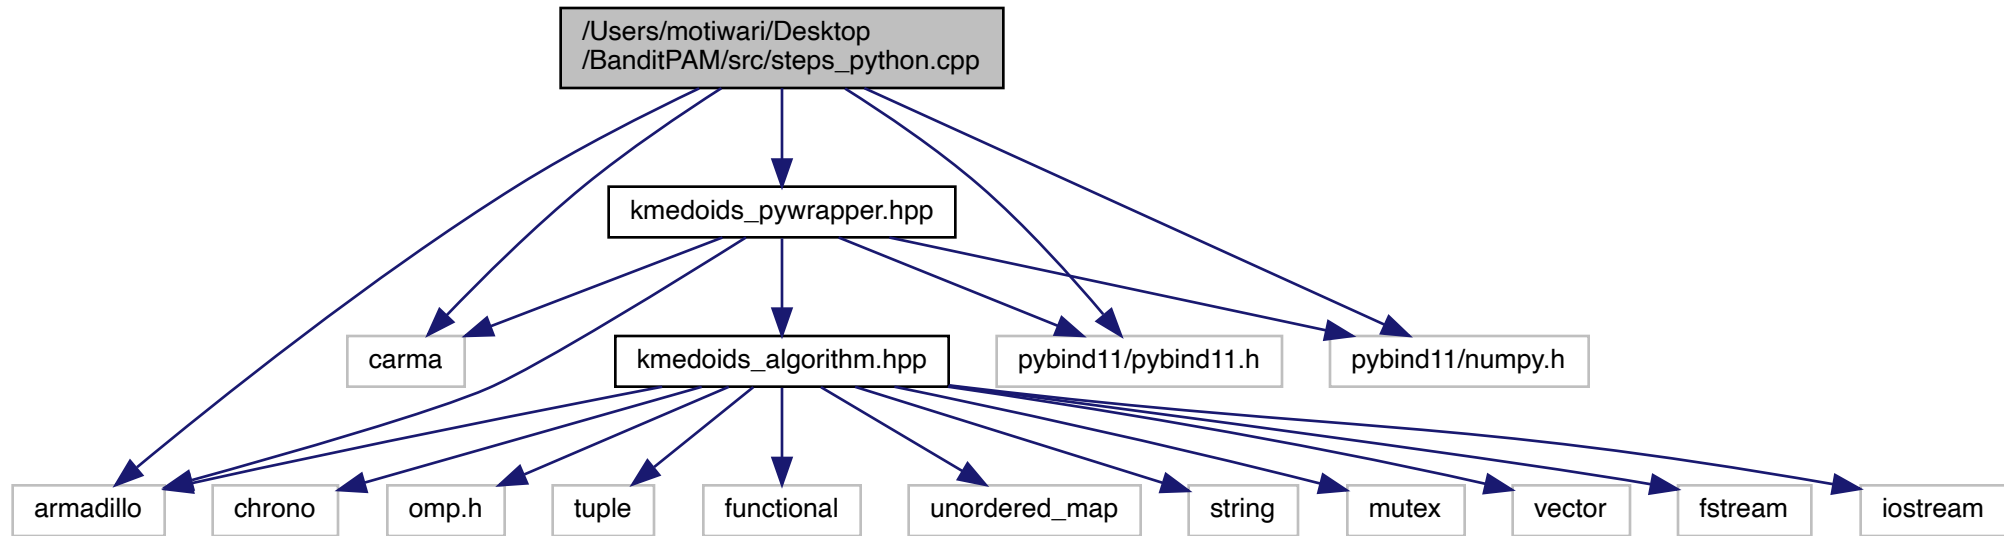 /Users/motiwari/Desktop
/BanditPAM/src/steps_python.cpp
kmedoids_pywrapper.hpp
carma
kmedoids_algorithm.hpp
pybind11/pybind11.h
pybind11/numpy.h
armadillo
chrono
omp.h
tuple
functional
unordered_map
string
mutex
vector
fstream
iostream